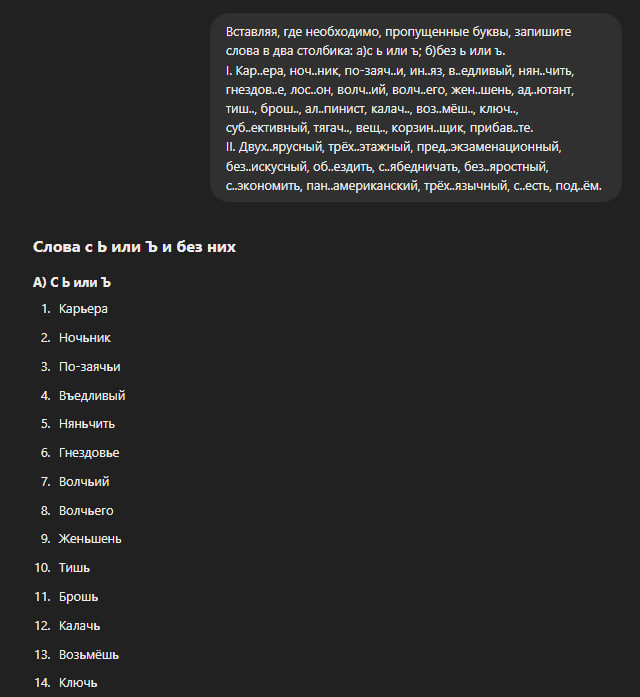 Вставляя, где необходимо, пропущенные буквы, запишите
слова в два столбика: а)с ь или ъ; б)без ь или ъ.
I. Кар..ера, ноч..ник, по-заяч..и, ин..яз, в..едливый, нян..чить,
гнездов..е, лос..он, волч..ий, волч..его, жен..шень, ад..ютант,
тиш.., брош.., ал..пинист, калач.., воз..мёш.., ключ..,
суб..ективный, тягач.., вещ.., корзин..щик, прибав..те.
II. Двух..ярусный, трёх..этажный, пред..экзаменационный,
без..искусный, об..ездить, с..ябедничать, без..яростный,
с..экономить, пан..американский, трёх..язычный, с..есть, под..ём.
Слова с Ь или Ъ и без них
А) С Ь или Ъ
1. Карьера
2. Ночьник
3. По-заячьи
4. Въедливый
5. Няньчить
6. Гнездовье
7. Волчьий
8. Волчьего
9. Женьшень
10. Тишь
11. Брошь
12. Калачь
13. Возьмёшь
14. Ключь